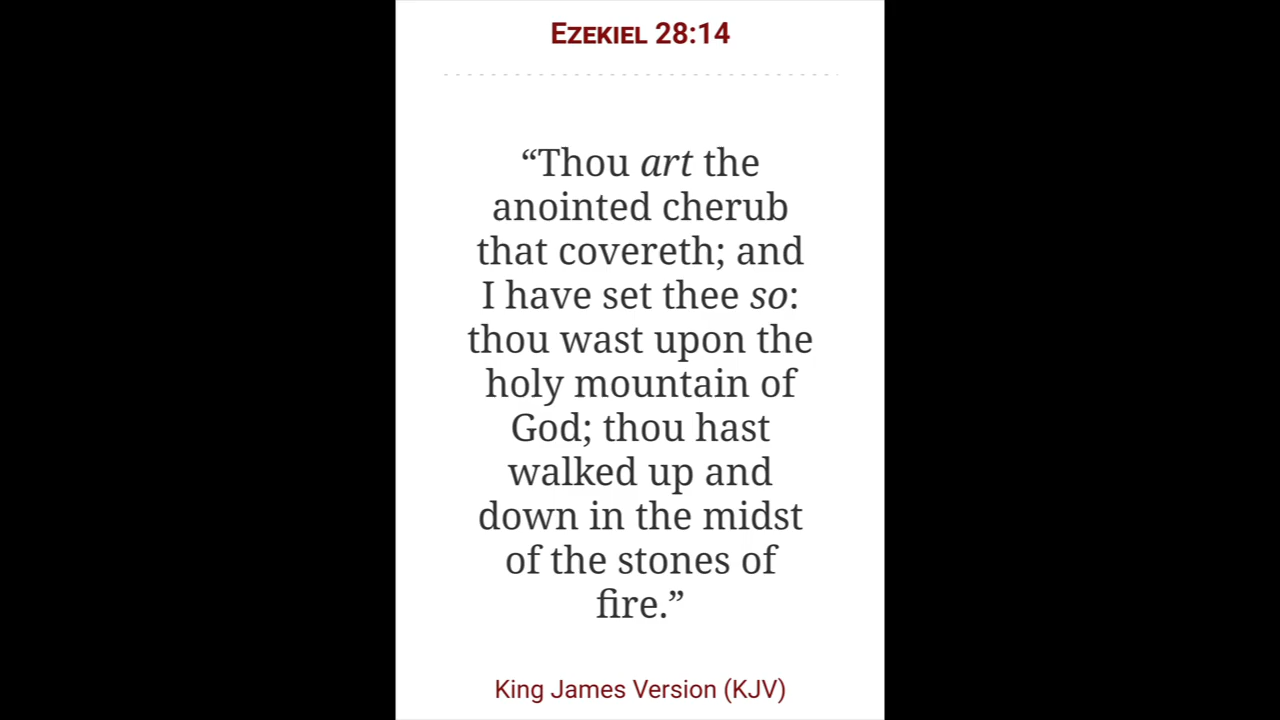 Ezekiel 28:14
“Thou art the
anointed cherub
that covereth; and
I have set thee so:
thou wast upon the
holy mountain of
God; thou hast
walked up and
down in the midst
of the stones of
fire.”
King James Version (KJV)